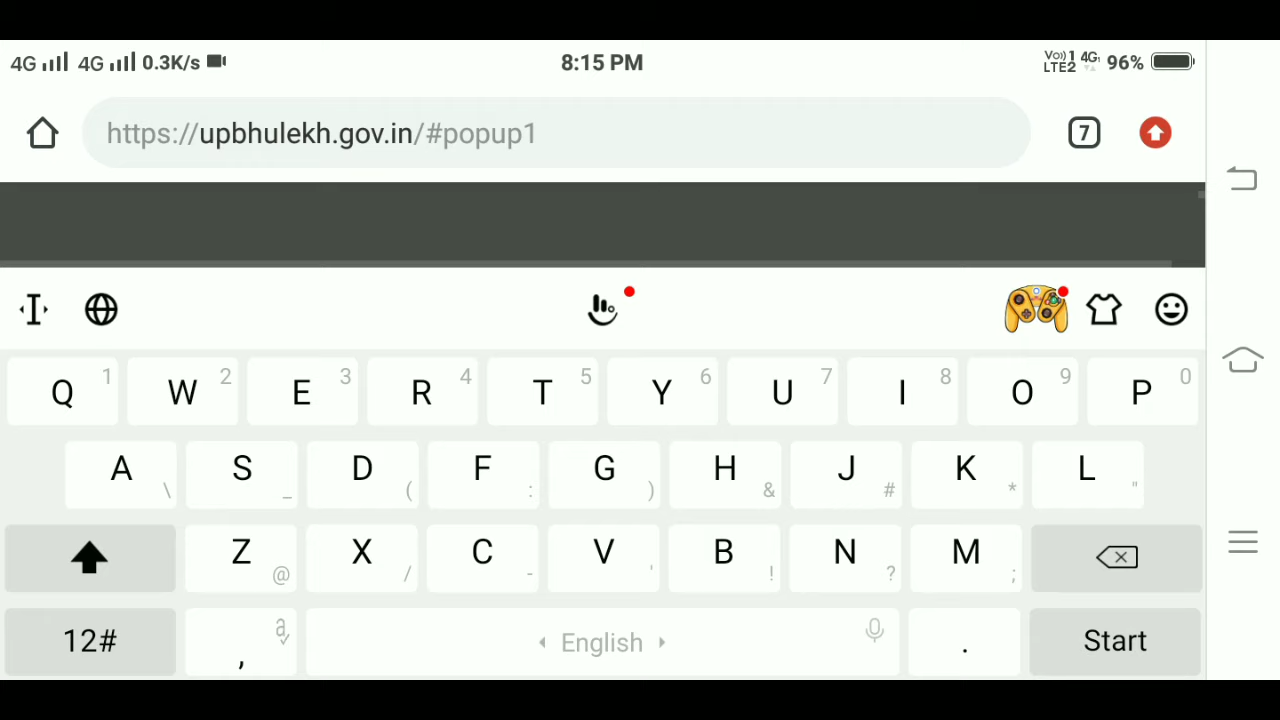 4G 4G 0.3K/s 8:15 PM Vo)) 1 4G LTE2 96%
https://upbhulekh.gov.in/#popup1 7
Q 1 W 2 E 3 R 4 T 5 Y 6 U 7 I 8 O 9 P 0
A \ S _ D ( F : G ) H & J # K * L "
Z @ X / C - V ' B ! N ? M ;
12# , a English . Start